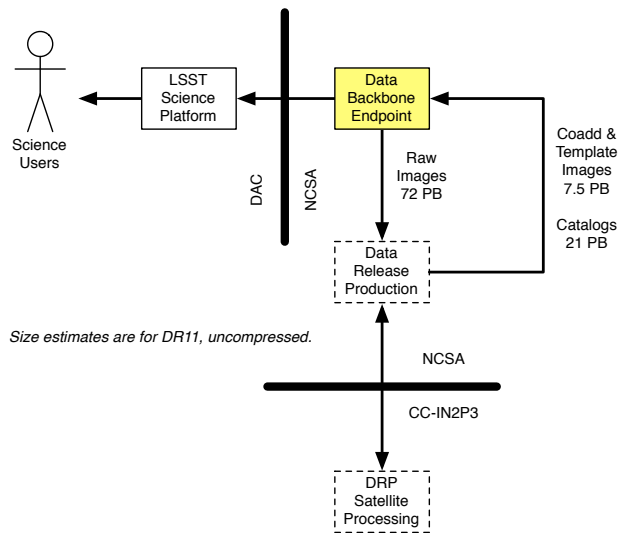 LSST
Science
Platform
Data
Backbone
Endpoint
Science
Users
DAC
NCSA
Raw
Images
72 PB
Coadd &
Template
Images
7.5 PB
Catalogs
21 PB
Data
Release
Production
Size estimates are for DR11, uncompressed.
NCSA
CC-IN2P3
DRP
Satellite
Processing